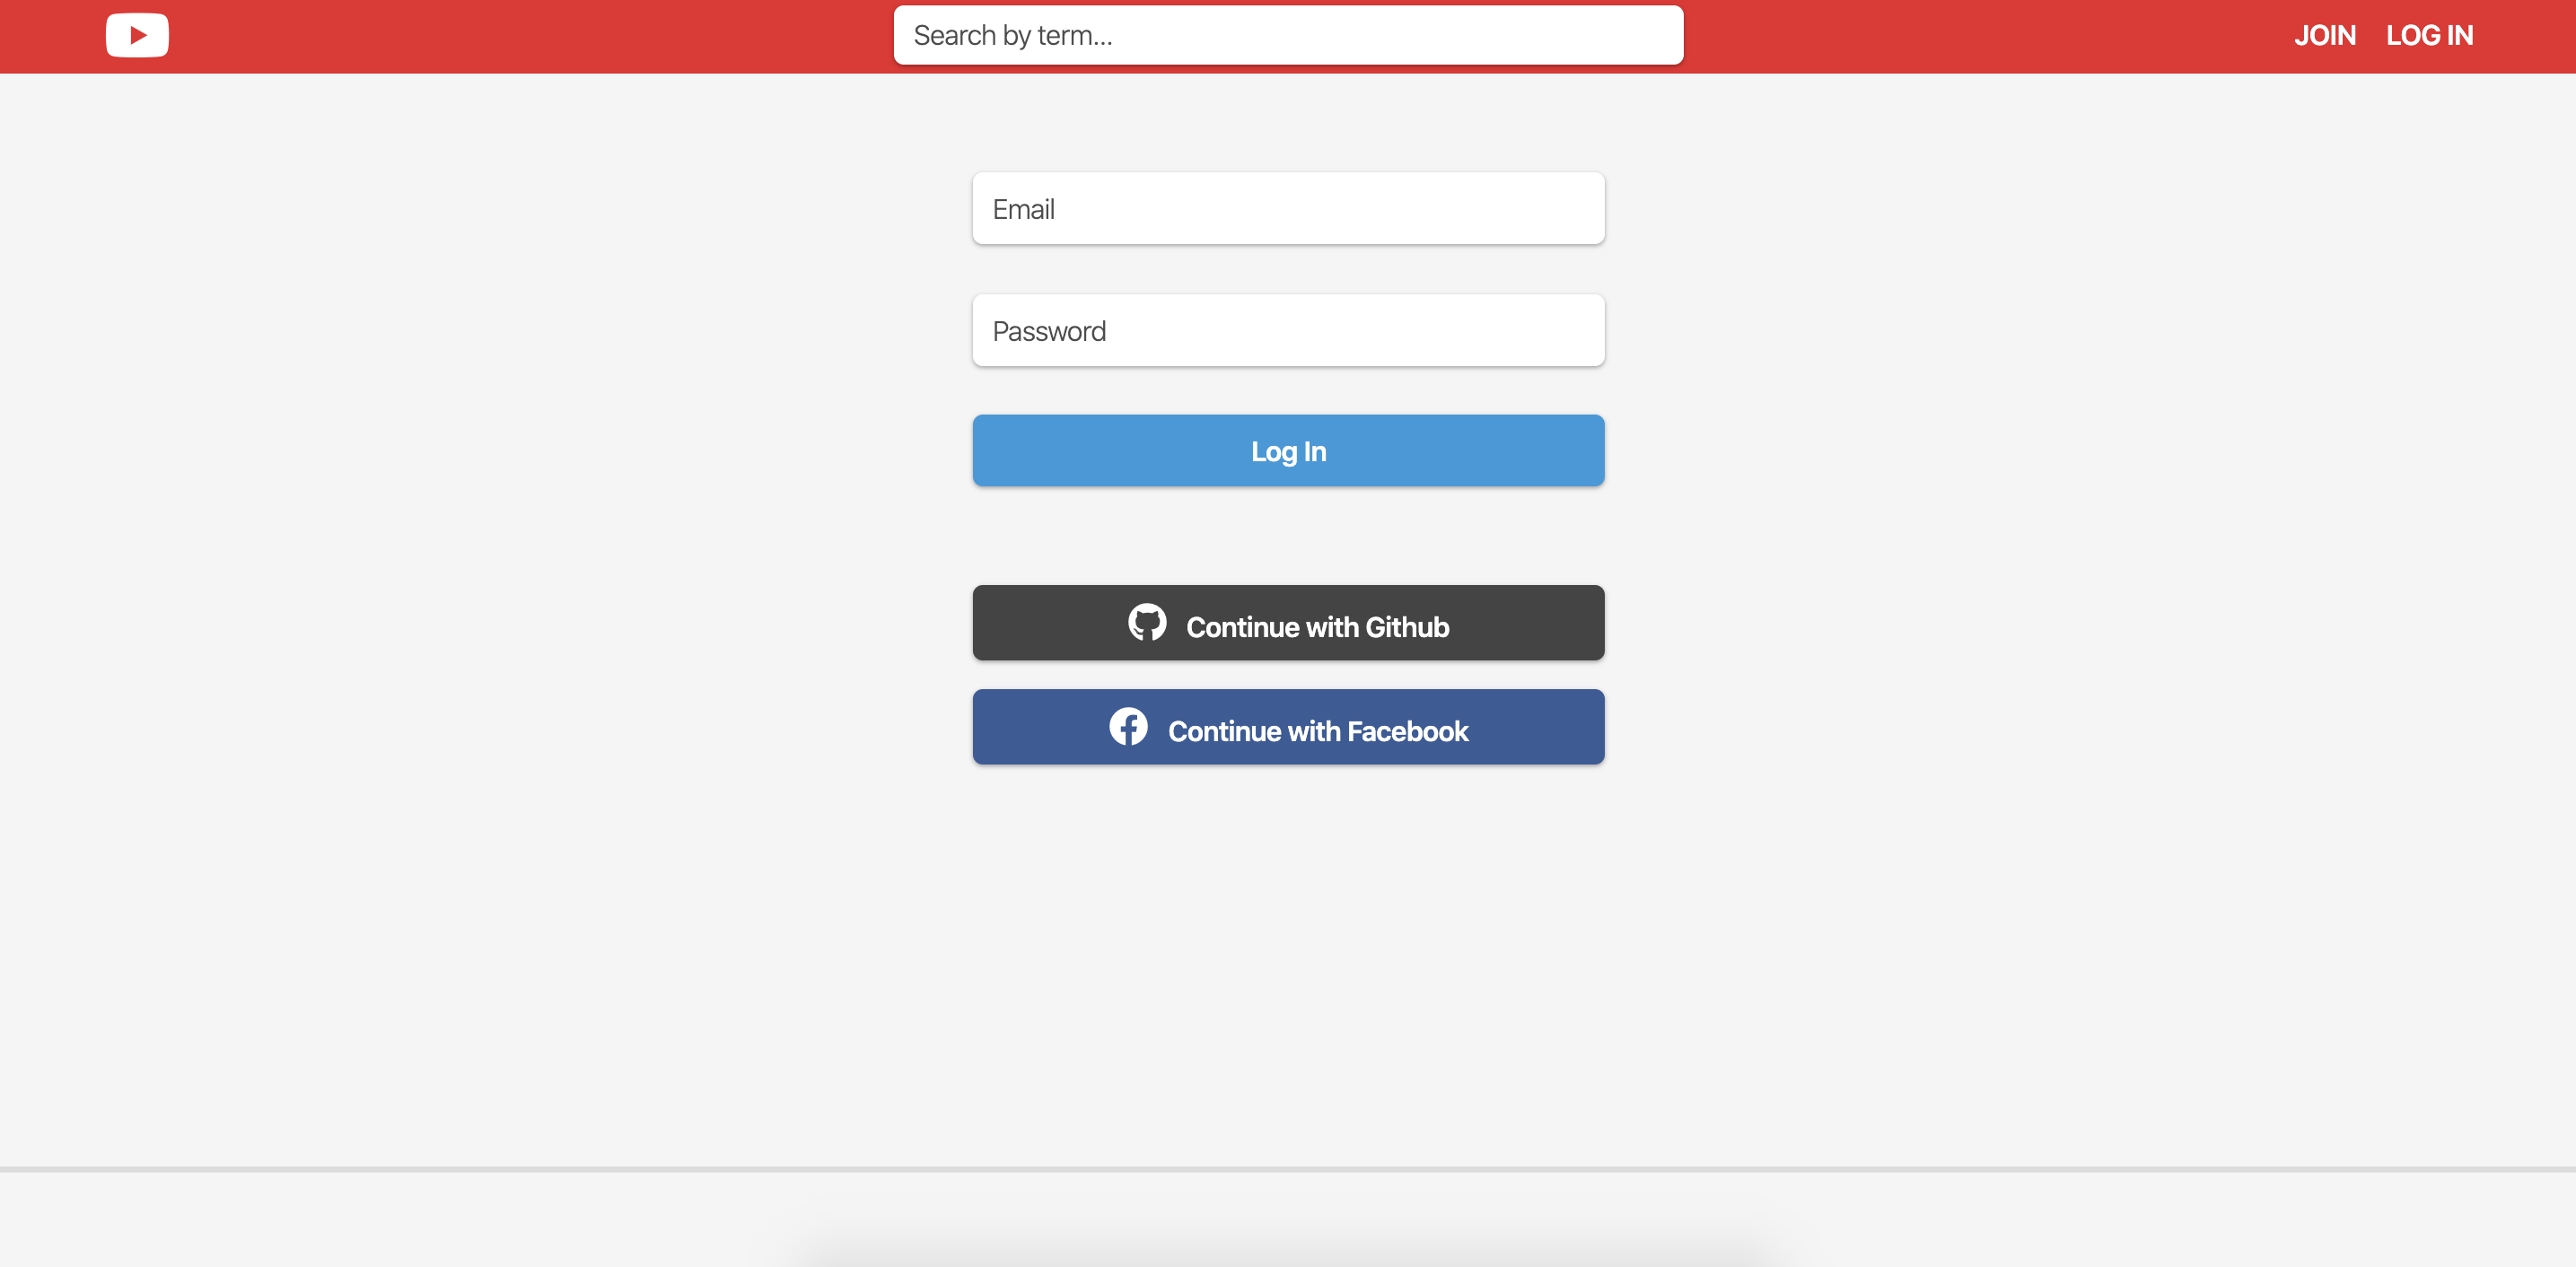 Search by term...
JOIN LOG IN
Email
Password
Log In
Continue with Github
Continue with Facebook